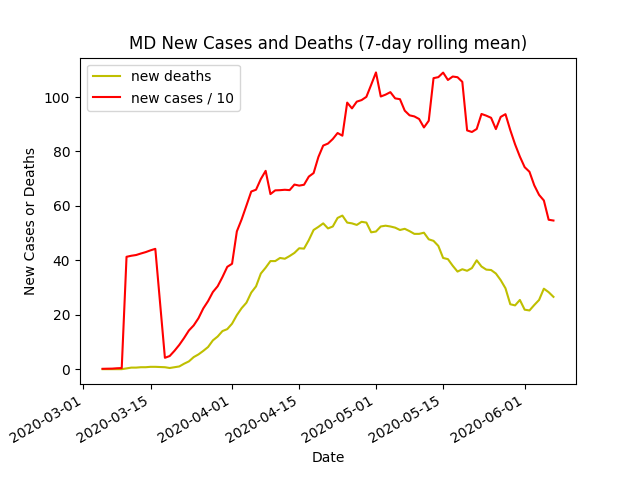 MD New Cases and Deaths (7-day rolling mean)
new deaths
new cases / 10
New Cases or Deaths
100
80
60
40
20
0
2020-03-01
2020-03-15
2020-04-01
2020-04-15
2020-05-01
2020-05-15
2020-06-01
Date